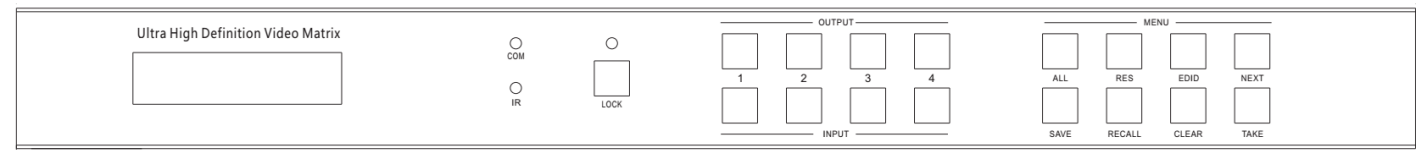 Ultra High Definition Video Matrix
COM
IR
LOCK
OUTPUT
1 2 3 4
INPUT
MENU
ALL RES EDID NEXT
SAVE RECALL CLEAR TAKE